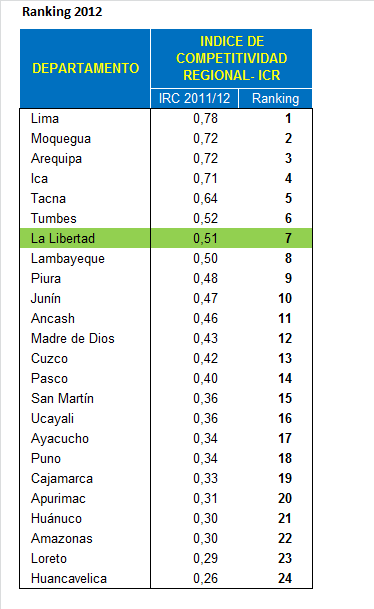 Ranking 2012
DEPARTAMENTO
INDICE DE
COMPETITIVIDAD
REGIONAL- ICR
IRC 2011/12 Ranking
Lima 0,78 1
Moquegua 0,72 2
Arequipa 0,72 3
Ica 0,71 4
Tacna 0,64 5
Tumbes 0,52 6
La Libertad 0,51 7
Lambayeque 0,50 8
Piura 0,48 9
Junín 0,47 10
Ancash 0,46 11
Madre de Dios 0,43 12
Cuzco 0,42 13
Pasco 0,40 14
San Martín 0,36 15
Ucayali 0,36 16
Ayacucho 0,34 17
Puno 0,34 18
Cajamarca 0,33 19
Apurimac 0,31 20
Huánuco 0,30 21
Amazonas 0,30 22
Loreto 0,29 23
Huancavelica 0,26 24